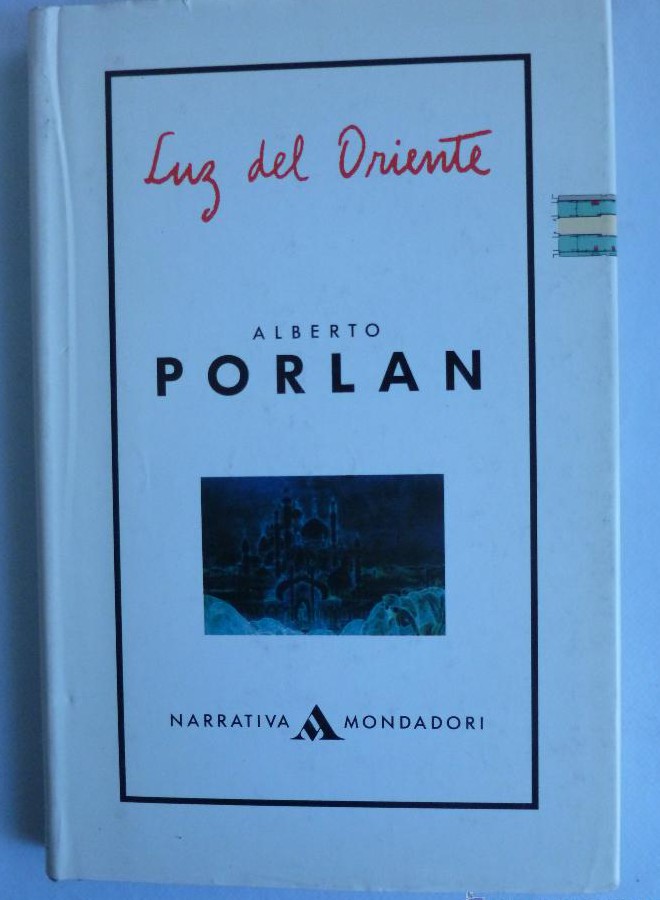 Luz del Oriente
ALBERTO
PORLAN
NARRATIVA MONDADORI